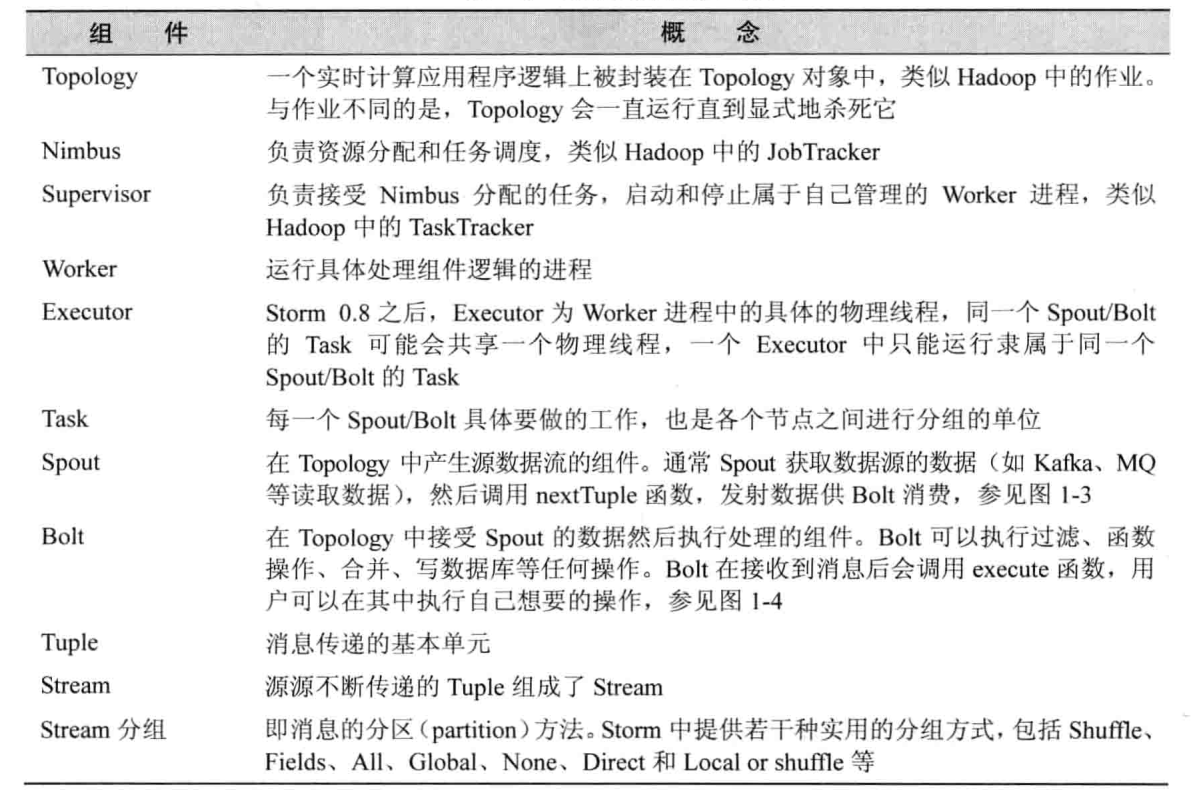 组 件 概 念
Topology 一个实时计算应用程序逻辑上被封装在 Topology 对象中，类似 Hadoop 中的作业。
与作业不同的是，Topology 会一直运行直到显式地杀死它
Nimbus 负责资源分配和任务调度，类似 Hadoop 中的 JobTracker
Supervisor 负责接受 Nimbus 分配的任务，启动和停止属于自己管理的 Worker 进程，类似
Hadoop 中的 TaskTracker
Worker 运行具体处理组件逻辑的进程
Executor Storm 0.8 之后，Executor 为 Worker 进程中的具体的物理线程，同一个 Spout/Bolt
的 Task 可能会共享一个物理线程，一个 Executor 中只能运行隶属于同一个
Spout/Bolt 的 Task
Task 每一个 Spout/Bolt 具体要做的工作，也是各个节点之间进行分组的单位
Spout 在 Topology 中产生源数据流的组件。通常 Spout 获取数据源的数据（如 Kafka、MQ
等读取数据），然后调用 nextTuple 函数，发射数据供 Bolt 消费，参见图 1-3
Bolt 在 Topology 中接受 Spout 的数据然后执行处理的组件。Bolt 可以执行过滤、函数
操作、合并、写数据库等任何操作。Bolt 在接收到消息后会调用 execute 函数，用
户可以在其中执行自己想要的操作，参见图 1-4
Tuple 消息传递的基本单元
Stream 源源不断传递的 Tuple 组成了 Stream
Stream 分组 即消息的分区（partition）方法。Storm 中提供若干种实用的分组方式，包括 Shuffle、
Fields、All、Global、None、Direct 和 Local or shuffle 等